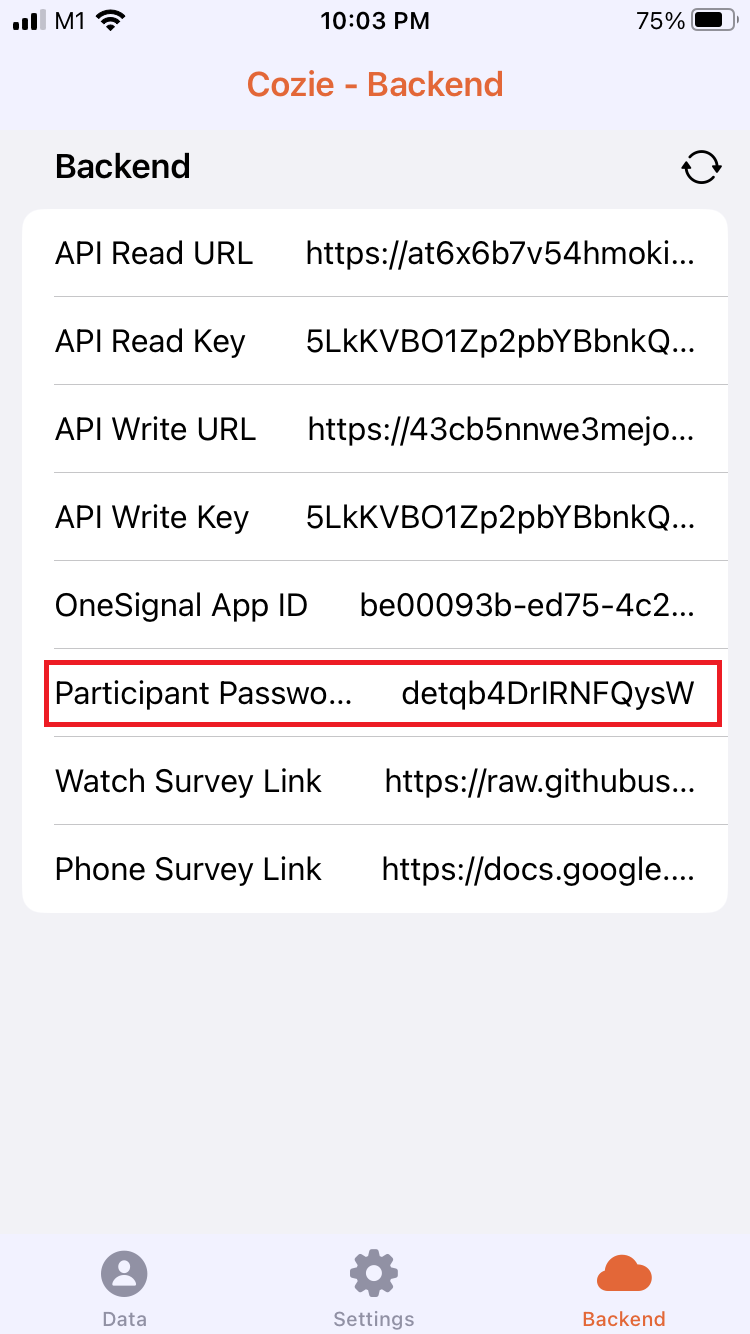 M1 10:03 PM 75%
Cozie - Backend
Backend
API Read URL https://at6x6b7v54hmoki...
API Read Key 5LkKVBO1Zp2pbYBbnkQ...
API Write URL https://43cb5nnwe3mejo...
API Write Key 5LkKVBO1Zp2pbYBbnkQ...
OneSignal App ID be00093b-ed75-4c2...
Participant Passwo... detqb4DrIRNFQysW
Watch Survey Link https://raw.githubus...
Phone Survey Link https://docs.google....
Data Settings Backend